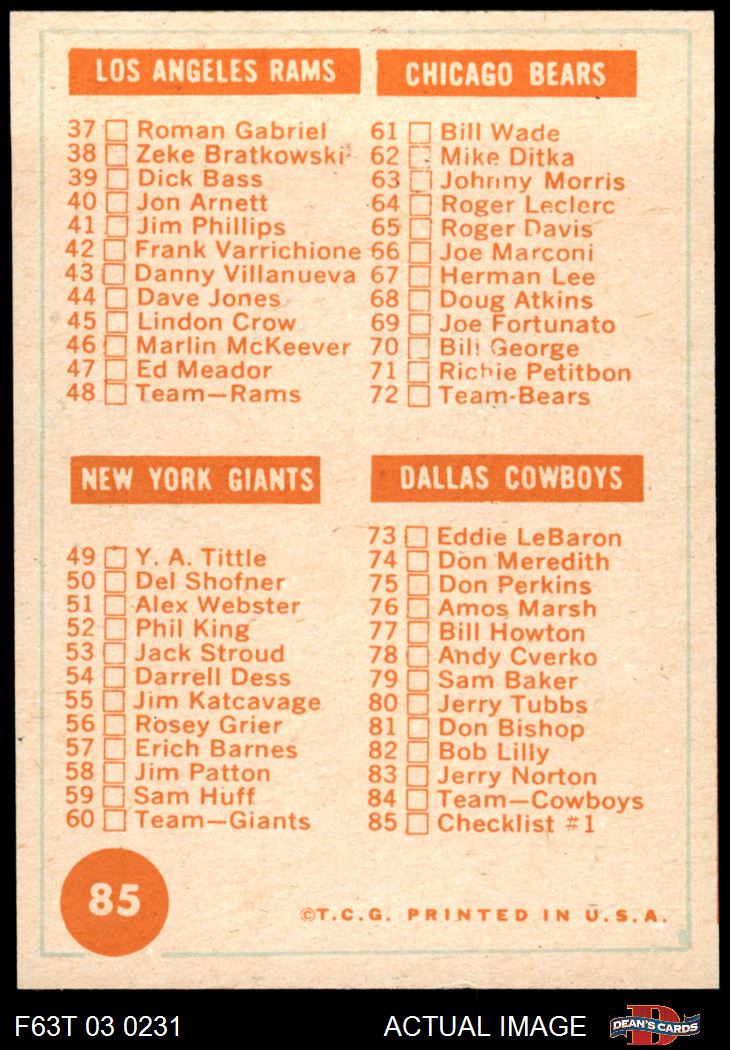 LOS ANGELES RAMS
37 Roman Gabriel
38 Zeke Bratkowski
39 Dick Bass
40 Jon Arnett
41 Jim Phillips
42 Frank Varrichione
43 Danny Villanueva
44 Dave Jones
45 Lindon Crow
46 Marlin McKeever
47 Ed Meador
48 Team—Rams
CHICAGO BEARS
61 Bill Wade
62 Mike Ditka
63 Johnny Morris
64 Roger Leclerc
65 Roger Davis
66 Joe Marconi
67 Herman Lee
68 Doug Atkins
69 Joe Fortunato
70 Bill George
71 Richie Petitbon
72 Team-Bears
NEW YORK GIANTS
49 Y. A. Tittle
50 Del Shofner
51 Alex Webster
52 Phil King
53 Jack Stroud
54 Darrell Dess
55 Jim Katcavage
56 Rosey Grier
57 Erich Barnes
58 Jim Patton
59 Sam Huff
60 Team—Giants
DALLAS COWBOYS
73 Eddie LeBaron
74 Don Meredith
75 Don Perkins
76 Amos Marsh
77 Bill Howton
78 Andy Cverko
79 Sam Baker
80 Jerry Tubbs
81 Don Bishop
82 Bob Lilly
83 Jerry Norton
84 Team—Cowboys
85 Checklist #1
85
©T.C.G. PRINTED IN U.S.A.
F63T 03 0231
ACTUAL IMAGE
D
DEAN'S CARDS